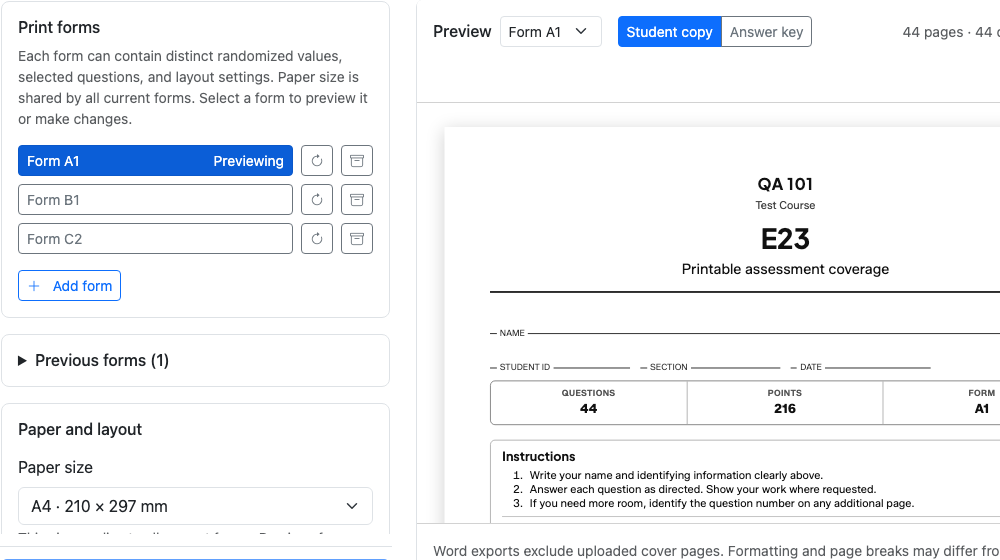 Print forms
Each form can contain distinct randomized values,
selected questions, and layout settings. Paper size is
shared by all current forms. Select a form to preview it
or make changes.
Form A1 Previewing
Form B1
Form C2
+ Add form
Previous forms (1)
Paper and layout
Paper size
A4 · 210 × 297 mm
Preview Form A1 Student copy Answer key 44 pages · 44
QA 101
Test Course
E23
Printable assessment coverage
NAME
STUDENT ID SECTION DATE
QUESTIONS POINTS FORM
44 216 A1
Instructions
1. Write your name and identifying information clearly above.
2. Answer each question as directed. Show your work where requested.
3. If you need more room, identify the question number on any additional page.
Word exports exclude uploaded cover pages. Formatting and page breaks may differ